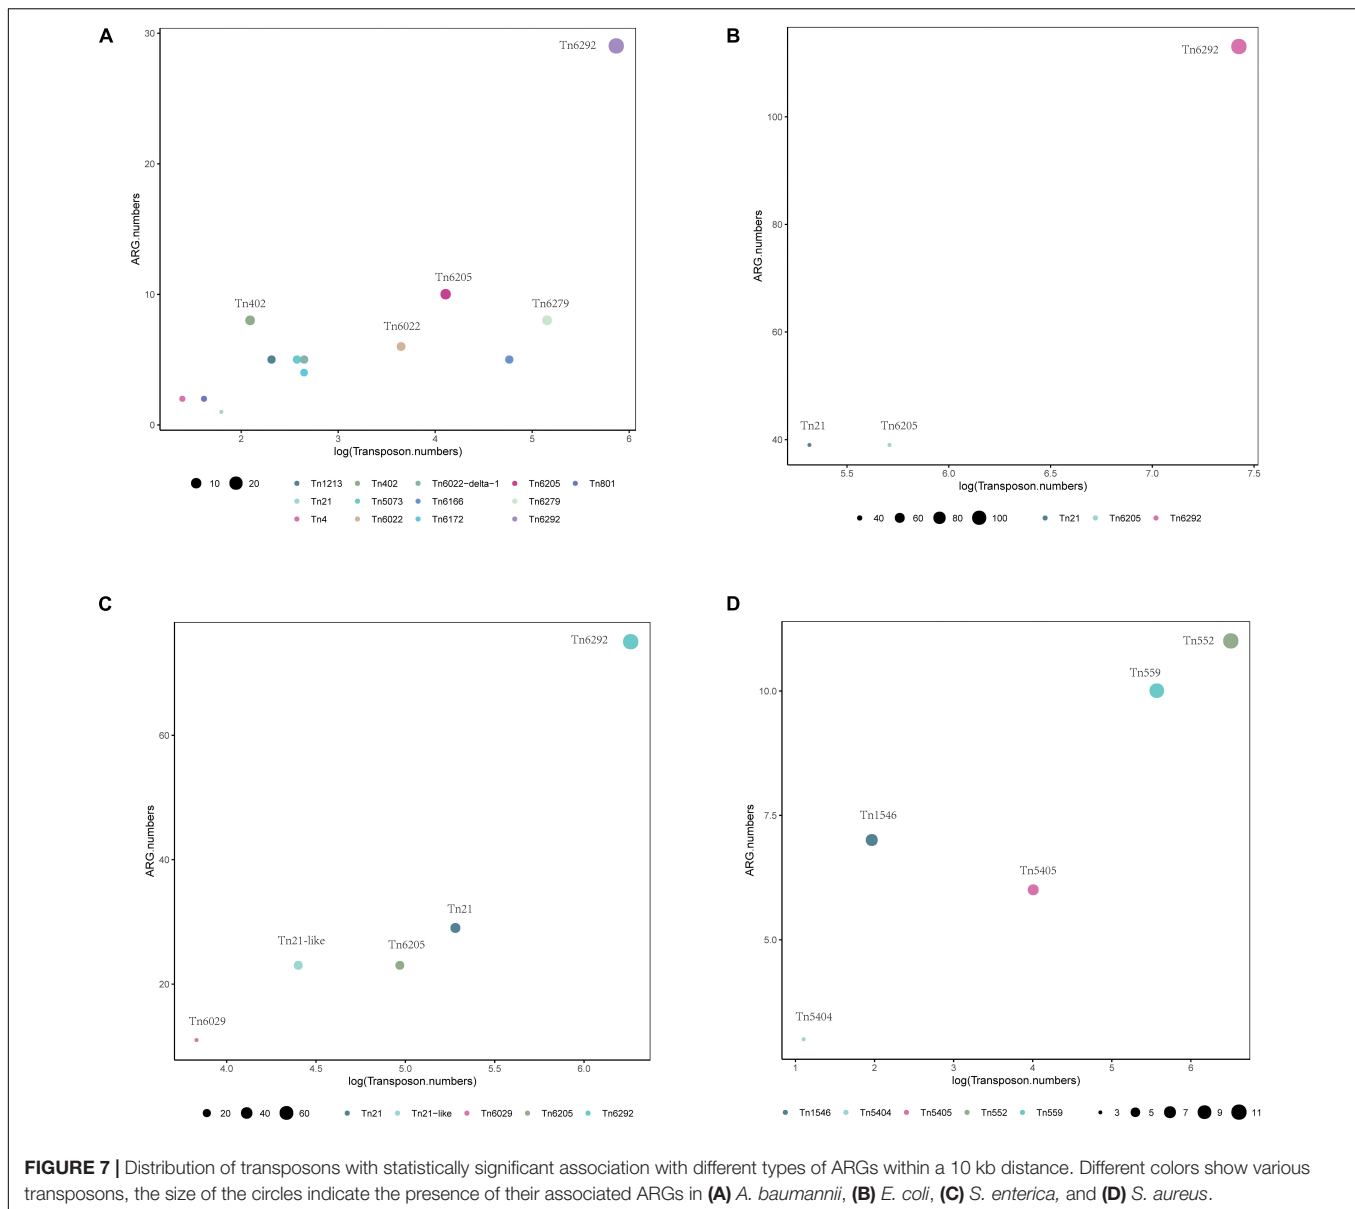 A
30
20
10
0
ARG.numbers
Tn6292
Tn6205
Tn402
Tn6279
Tn6022
2 3 4 5 6
log(Transposon.numbers)
10 20
Tn1213 Tn402 Tn6022-delta-1 Tn6205 Tn801
Tn21 Tn5073 Tn6166 Tn6279
Tn4 Tn6022 Tn6172 Tn6292
B
100
80
60
40
ARG.numbers
Tn6292
Tn21 Tn6205
5.5 6.0 6.5 7.0 7.5
log(Transposon.numbers)
40 60 80 100 Tn21 Tn6205 Tn6292
C
60
40
20
ARG.numbers
Tn6292
Tn21
Tn21-like Tn6205
Tn6029
4.0 4.5 5.0 5.5 6.0
log(Transposon.numbers)
20 40 60 Tn21 Tn21-like Tn6029 Tn6205 Tn6292
D
10.0
7.5
5.0
ARG.numbers
Tn552
Tn559
Tn1546
Tn5405
Tn5404
1 2 3 4 5 6
log(Transposon.numbers)
Tn1546 Tn5404 Tn5405 Tn552 Tn559 3 5 7 9 11
FIGURE 7 | Distribution of transposons with statistically significant association with different types of ARGs within a 10 kb distance. Different colors show various
transposons, the size of the circles indicate the presence of their associated ARGs in (A) A. baumannii, (B) E. coli, (C) S. enterica, and (D) S. aureus.